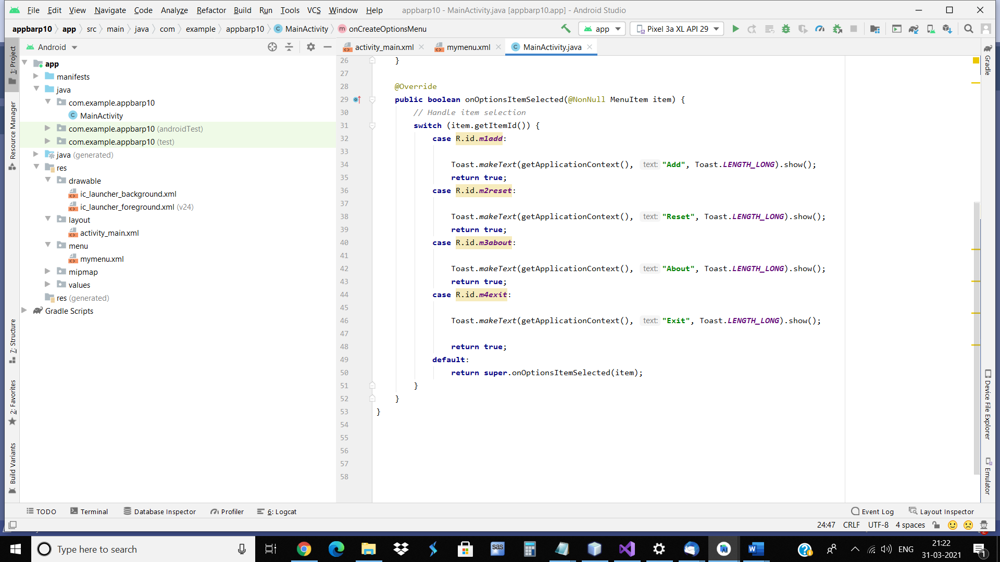 File Edit View Navigate Code Analyze Refactor Build Run Tools VCS Window Help appbarp10 - MainActivity.java [appbarp10.app] - Android Studio
appbarp10 app src main java com example appbarp10 MainActivity onCreateOptionsMenu app Pixel 3a XL API 29
Android
activity_main.xml mymenu.xml MainActivity.java
1: Project
Resource Manager
7: Structure
2: Favorites
Build Variants
app
manifests
java
com.example.appbarp10
MainActivity
com.example.appbarp10 (androidTest)
com.example.appbarp10 (test)
java (generated)
res
drawable
ic_launcher_background.xml
ic_launcher_foreground.xml (v24)
layout
activity_main.xml
menu
mymenu.xml
mipmap
values
res (generated)
Gradle Scripts
26 }
27
28 @Override
29 public boolean onOptionsItemSelected(@NonNull MenuItem item) {
30 // Handle item selection
31 switch (item.getItemId()) {
32 case R.id.m1add:
33
34 Toast.makeText(getApplicationContext(), text: "Add", Toast.LENGTH_LONG).show();
35 return true;
36 case R.id.m2reset:
37
38 Toast.makeText(getApplicationContext(), text: "Reset", Toast.LENGTH_LONG).show();
39 return true;
40 case R.id.m3about:
41
42 Toast.makeText(getApplicationContext(), text: "About", Toast.LENGTH_LONG).show();
43 return true;
44 case R.id.m4exit:
45
46 Toast.makeText(getApplicationContext(), text: "Exit", Toast.LENGTH_LONG).show();
47
48 return true;
49 default:
50 return super.onOptionsItemSelected(item);
51 }
52 }
53 }
54
55
56
57
58
Gradle
Device File Explorer
Emulator
TODO Terminal Database Inspector Profiler 6: Logcat Event Log Layout Inspector
24:47 CRLF UTF-8 4 spaces
Type here to search
sas
ENG
21:22
31-03-2021
1